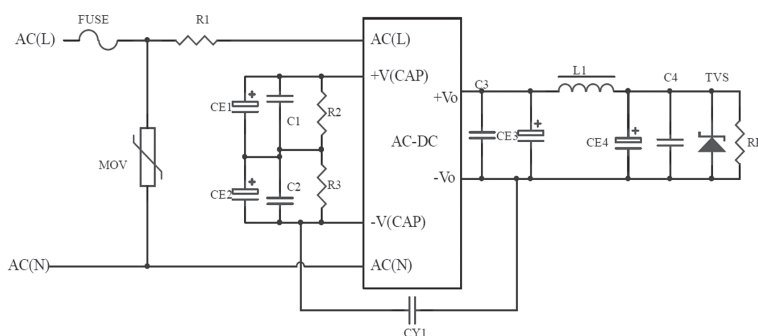 FUSE
R1
AC(L)
AC(L)
+V(CAP)
CE1
C1
R2
+Vo
C3
L1
C4
TVS
AC-DC
CE3
CE4
MOV
CE2
C2
R3
-Vo
-V(CAP)
AC(N)
AC(N)
CY1